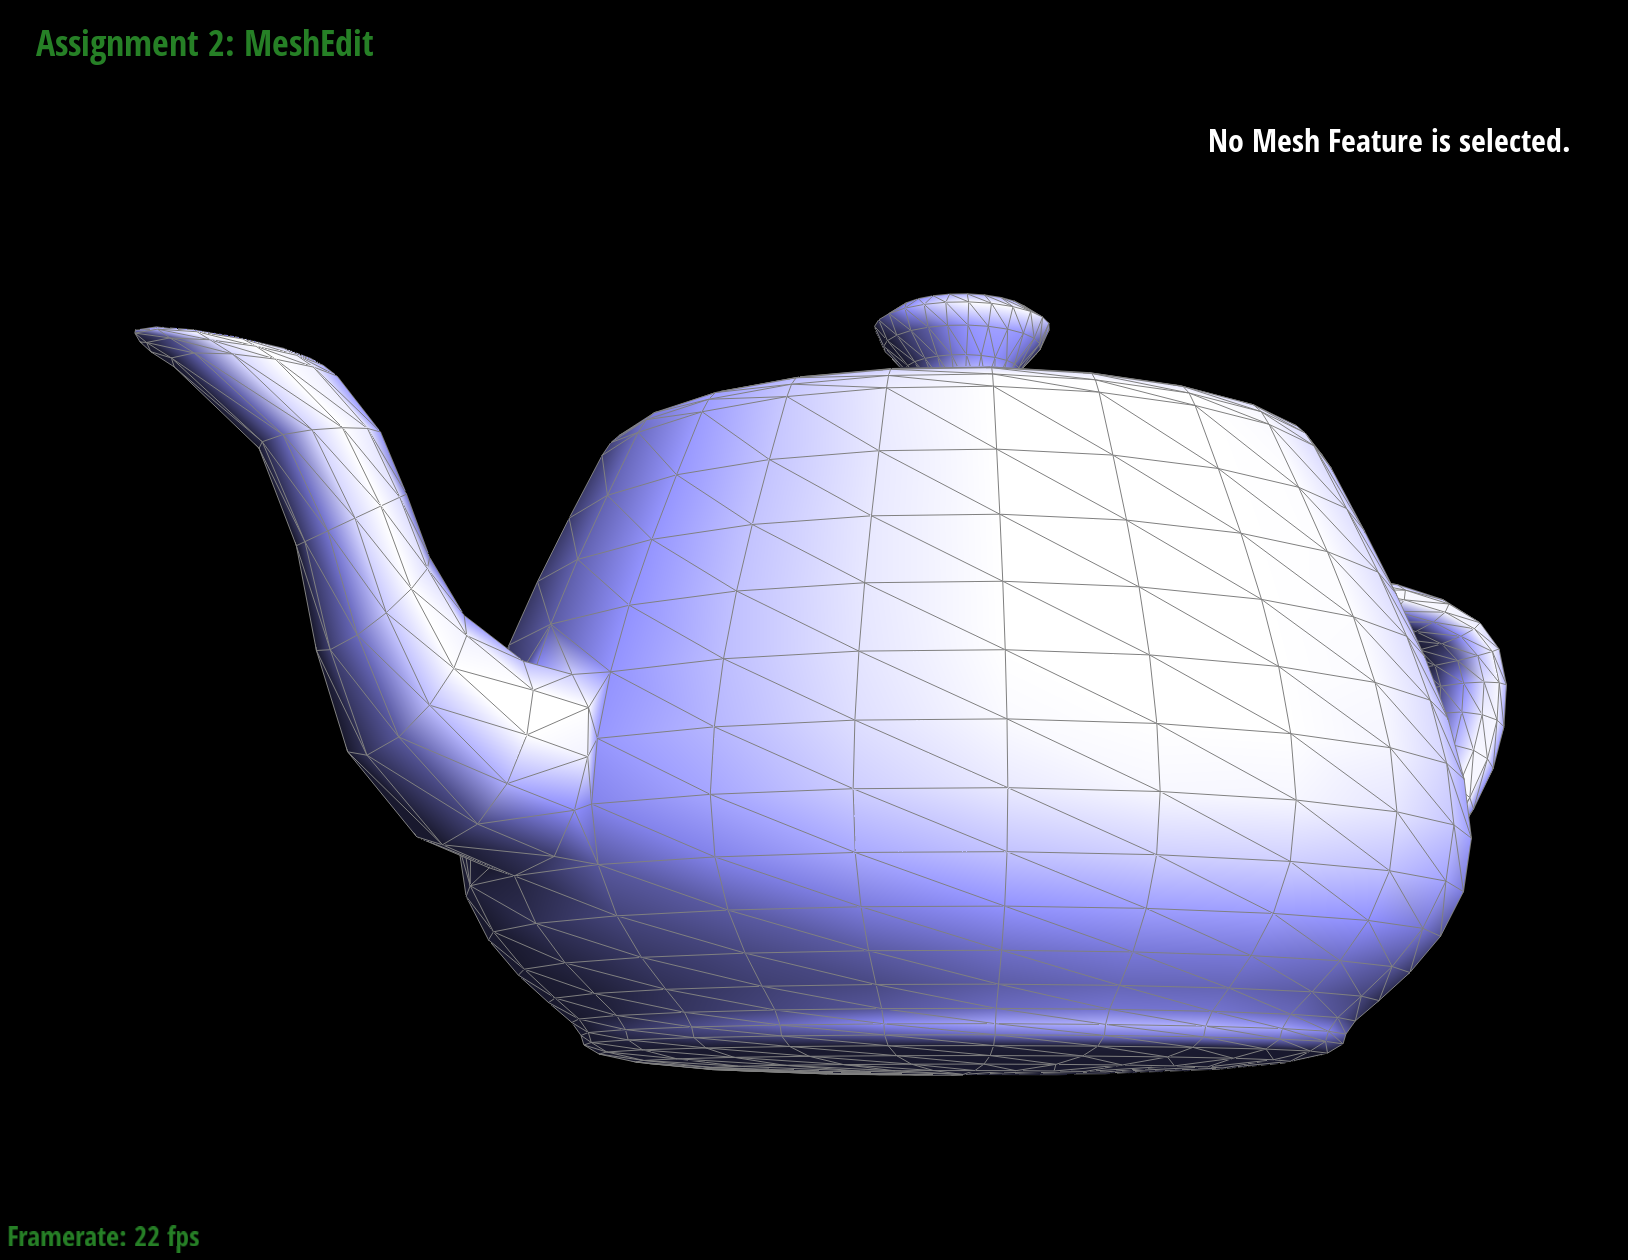 Assignment 2: MeshEdit
No Mesh Feature is selected.
Framerate: 22 fps